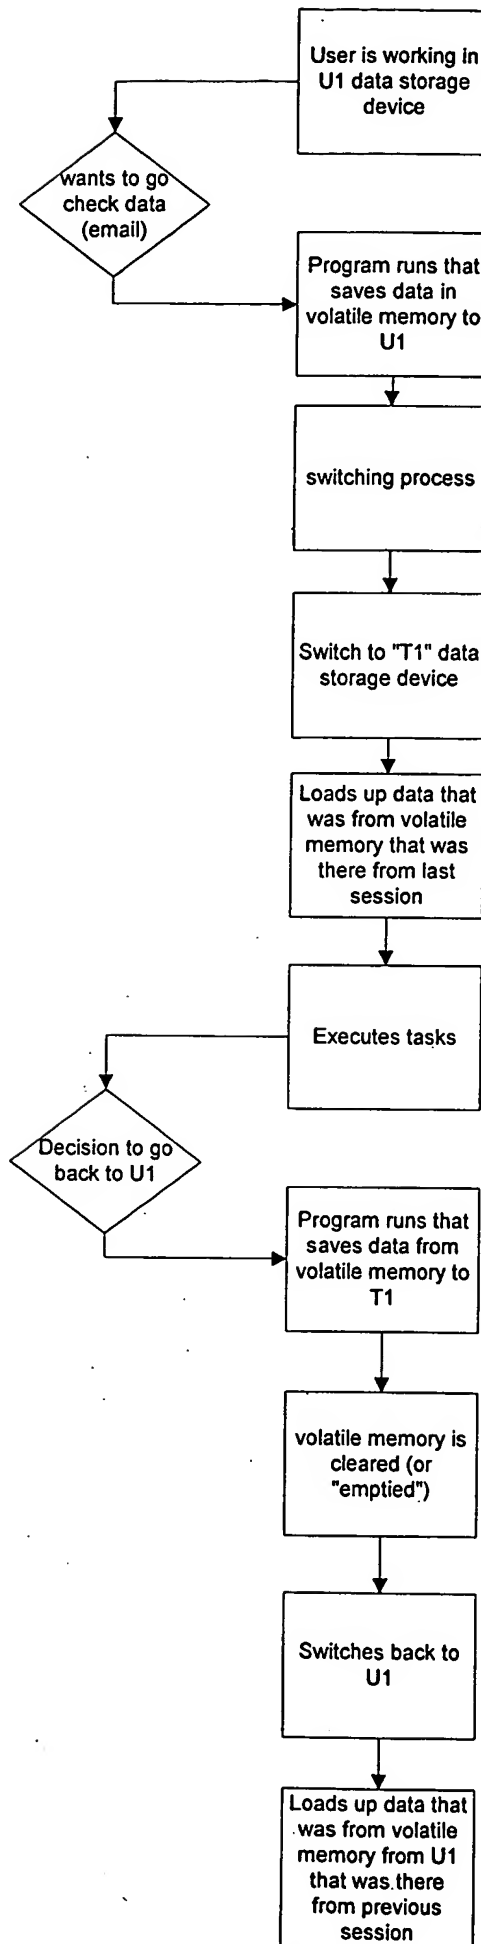 User is working in
U1 data storage
device
wants to go
check data
(email)
Program runs that
saves data in
volatile memory to
U1
switching process
Switch to "T1" data
storage device
Loads up data that
was from volatile
memory that was
there from last
session
Executes tasks
Decision to go
back to U1
Program runs that
saves data from
volatile memory to
T1
volatile memory is
cleared (or
"emptied")
Switches back to
U1
Loads up data that
was from volatile
memory from U1
that was there
from previous
session